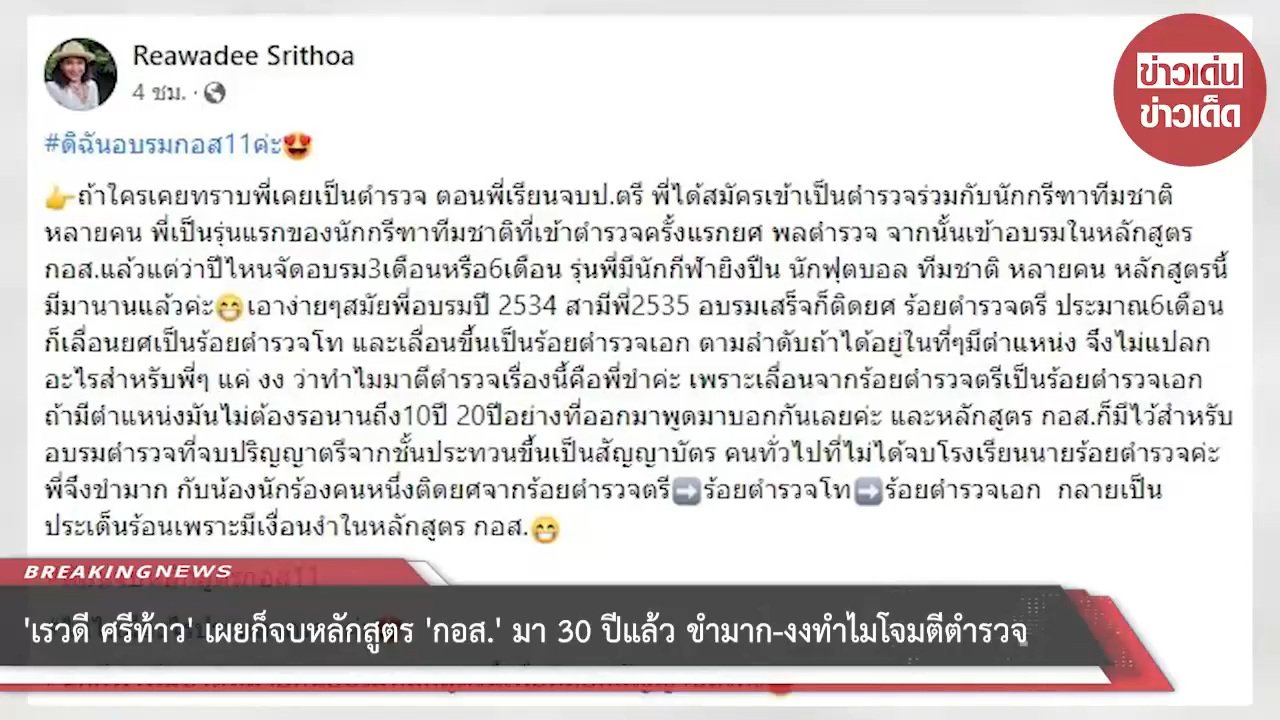 Reawadee Srithoa
4 ชม.
ข่าวเด่น
ข่าวเด็ด
#ดิฉันอบรมกอส11ค่ะ😍
👉ถ้าใครเคยทราบพี่เคยเป็นตำรวจ ตอนพี่เรียนจบป.ตรี พี่ได้สมัครเข้าเป็นตำรวจร่วมกับนักกรีฑาทีมชาติ
หลายคน พี่เป็นรุ่นแรกของนักกรีฑาทีมชาติที่เข้าตำรวจครั้งแรกยศ พลตำรวจ จากนั้นเข้าอบรมในหลักสูตร
กอส.แล้วแต่ว่าปีไหนจัดอบรม3เดือนหรือ6เดือน รุ่นพี่มีนักกีฬายิงปืน นักฟุตบอล ทีมชาติ หลายคน หลักสูตรนี้
มีมานานแล้วค่ะ😁เอาง่ายๆสมัยพี่อบรมปี 2534 สามีพี่2535 อบรมเสร็จก็ติดยศ ร้อยตำรวจตรี ประมาณ6เดือน
ก็เลื่อนยศเป็นร้อยตำรวจโท และเลื่อนขึ้นเป็นร้อยตำรวจเอก ตามลำดับถ้าได้อยู่ในที่ๆมีตำแหน่ง จึงไม่แปลก
อะไรสำหรับพี่ๆ แค่ งง ว่าทำไมมาตีตำรวจเรื่องนี้คือพี่ขำค่ะ เพราะเลื่อนจากร้อยตำรวจตรีเป็นร้อยตำรวจเอก
ถ้ามีตำแหน่งมันไม่ต้องรอนานถึง10ปี 20ปีอย่างที่ออกมาพูดมาบอกกันเลยค่ะ และหลักสูตร กอส.ก็มีไว้สำหรับ
อบรมตำรวจที่จบปริญญาตรีจากชั้นประทวนขึ้นเป็นสัญญาบัตร คนทั่วไปที่ไม่ได้จบโรงเรียนนายร้อยตำรวจค่ะ
พี่จึงขำมาก กับน้องนักร้องคนหนึ่งติดยศจากร้อยตำรวจตรี➡️ร้อยตำรวจโท➡️ร้อยตำรวจเอก กลายเป็น
ประเด็นร้อนเพราะมีเงื่อนงำในหลักสูตร กอส.😁
BREAKING NEWS
'เรวดี ศรีท้าว' เผยก็จบหลักสูตร 'กอส.' มา 30 ปีแล้ว ขำมาก-งงทำไมโจมตีตำรวจ